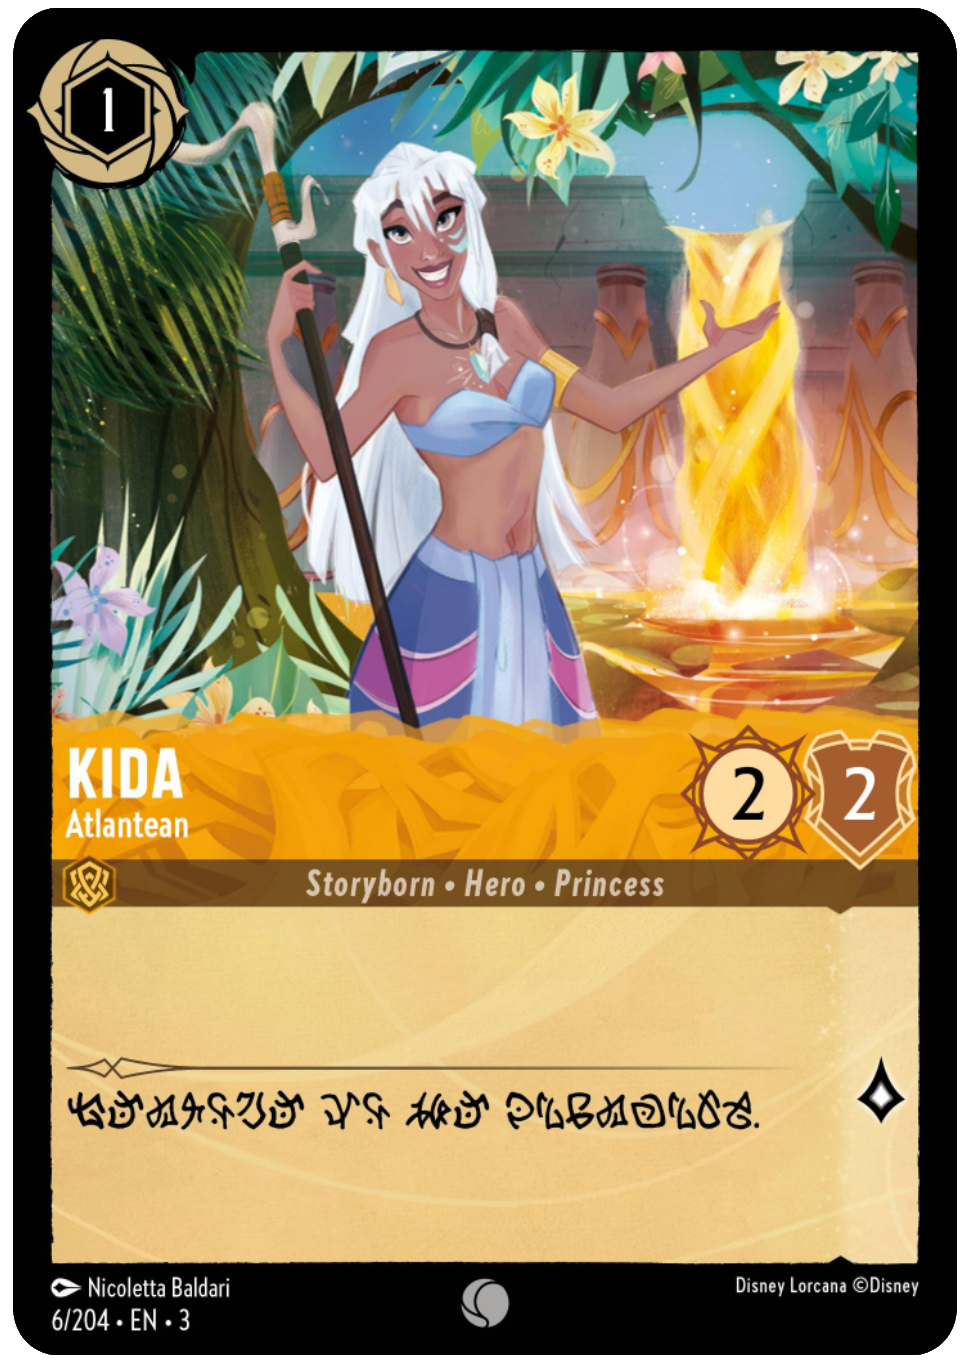 1
KIDA
Atlantean
2 2
Storyborn • Hero • Princess
Nicoletta Baldari
6/204 • EN • 3
Disney Lorcana ©Disney